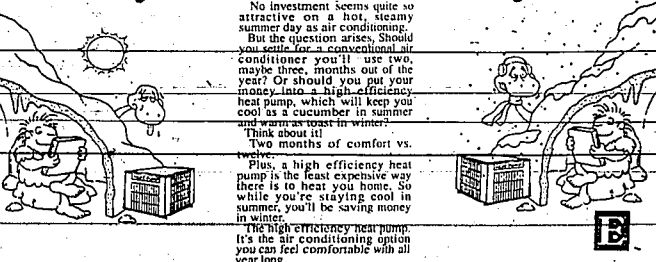 No investment seems quite so
attractive on a hot, steamy
summer day as air conditioning.
But the question arises, Should
you settle for a conventional air
conditioner you'll use two,
maybe three, months out of the
year? Or should you put your
money into a high-efficiency
heat pump, which will keep you
cool as a cucumber in summer
and warm as toast in winter?
Think about it!
Two months of comfort vs.
twelve.
Plus, a high efficiency heat
pump is the least expensive way
there is to heat you home. So
while you're staying cool in
summer, you'll be saving money
in winter.
The high efficiency heat pump.
It's the air conditioning option
you can feel comfortable with all
year long.